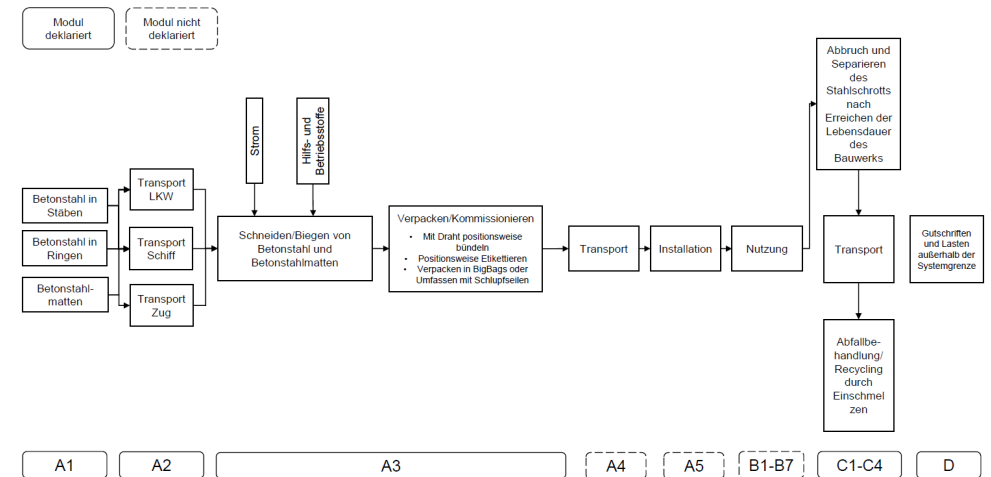 Modul
deklariert
Modul nicht
deklariert
Strom
Hilfs- und
Betriebsstoffe
Betonstahl in
Stäben
Betonstahl in
Ringen
Betonstahl-
matten
Transport
LKW
Transport
Schiff
Transport
Zug
Schneiden/Biegen von
Betonstahl und
Betonstahlmatten
Verpacken/Kommissionieren
• Mit Draht positionsweise
bündeln
• Positionsweise Etikettieren
• Verpacken in BigBags oder
Umfassen mit Schlupfseilen
Transport
Installation
Nutzung
Abbruch und
Separieren
des
Stahlschrotts
nach
Erreichen der
Lebensdauer
des
Bauwerks
Transport
Abfallbe-
handlung/
Recycling
durch
Einschmel
zen
Gutschriften
und Lasten
außerhalb der
Systemgrenze
A1
A2
A3
A4
A5
B1-B7
C1-C4
D